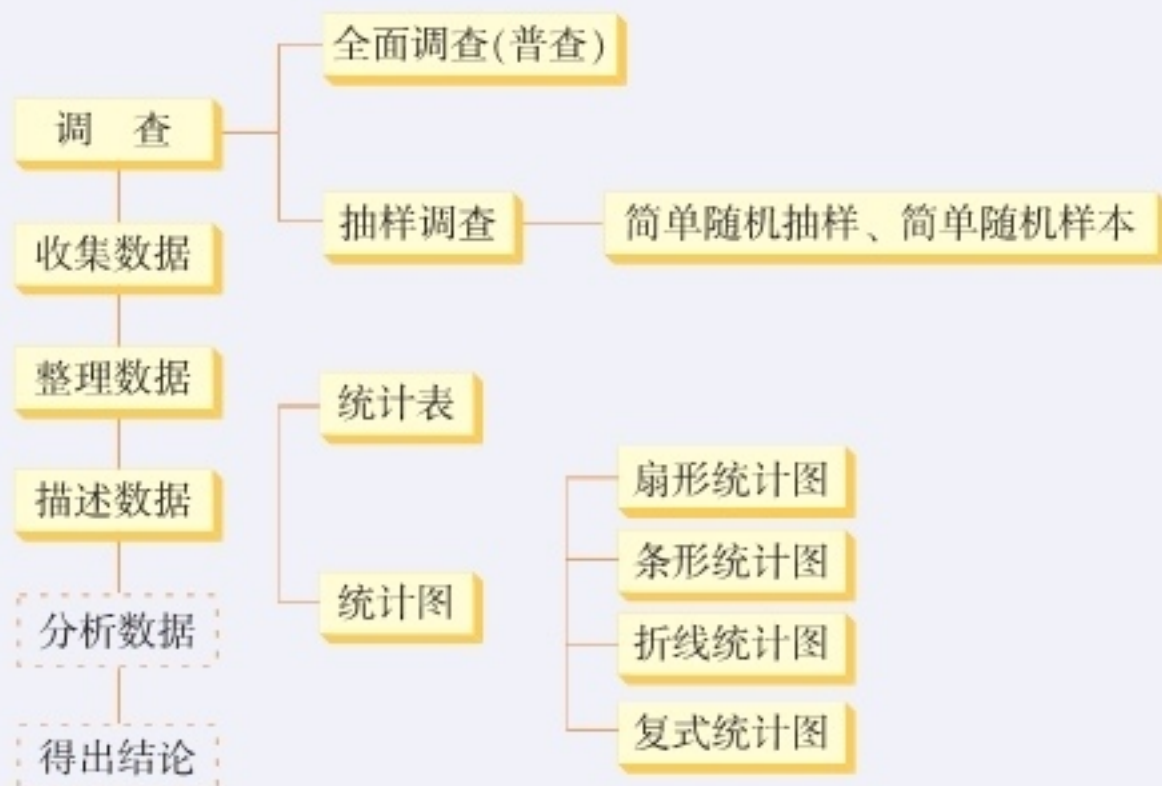 全面调查(普查)
调 查
抽样调查
简单随机抽样、简单随机样本
收集数据
整理数据
统计表
描述数据
扇形统计图
条形统计图
分析数据
统计图
折线统计图
复式统计图
得出结论